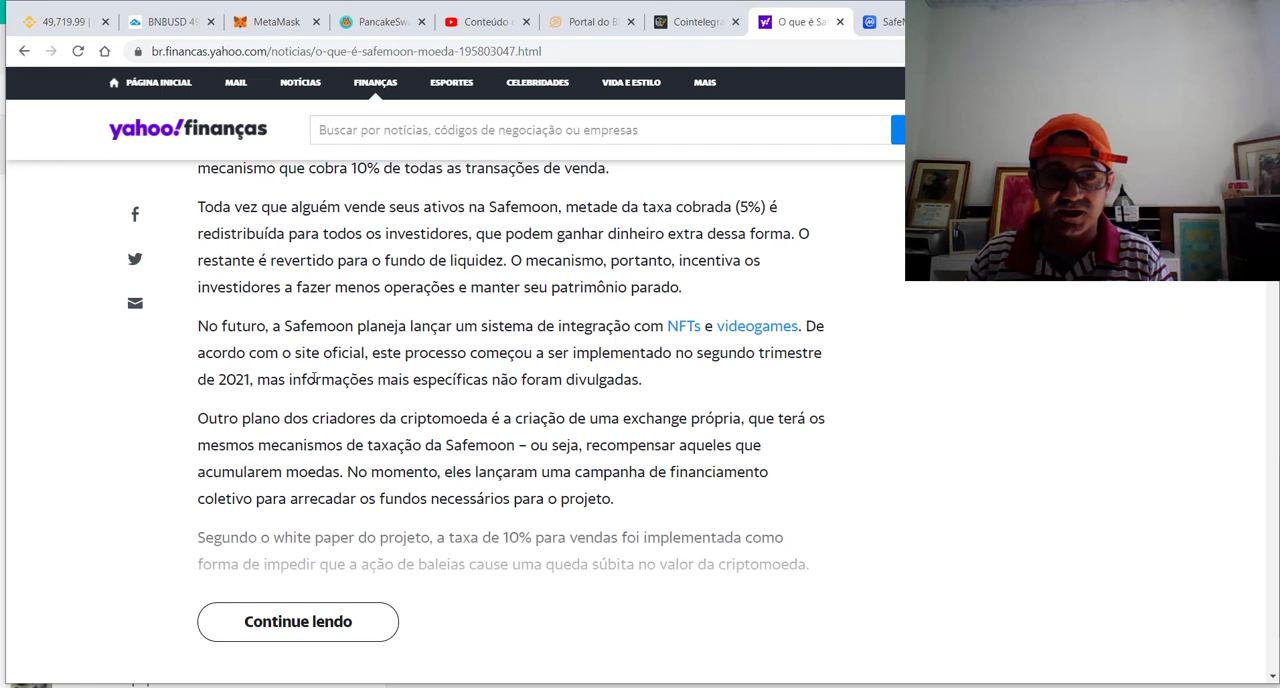 49,719.99
BNBUSD 49
MetaMask
PancakeSw
Conteúdo
Portal do B
Cointelegra
O que é Sa
SafeM
br.financas.yahoo.com/noticias/o-que-é-safemoon-moeda-195803047.html
PÁGINA INICIAL MAIL NOTÍCIAS FINANÇAS ESPORTES CELEBRIDADES VIDA E ESTILO MAIS
yahoo!finanças
Buscar por notícias, códigos de negociação ou empresas
mecanismo que cobra 10% de todas as transações de venda.
Toda vez que alguém vende seus ativos na Safemoon, metade da taxa cobrada (5%) é
redistribuída para todos os investidores, que podem ganhar dinheiro extra dessa forma. O
restante é revertido para o fundo de liquidez. O mecanismo, portanto, incentiva os
investidores a fazer menos operações e manter seu patrimônio parado.
No futuro, a Safemoon planeja lançar um sistema de integração com NFTs e videogames. De
acordo com o site oficial, este processo começou a ser implementado no segundo trimestre
de 2021, mas informações mais específicas não foram divulgadas.
Outro plano dos criadores da criptomoeda é a criação de uma exchange própria, que terá os
mesmos mecanismos de taxação da Safemoon – ou seja, recompensar aqueles que
acumularem moedas. No momento, eles lançaram uma campanha de financiamento
coletivo para arrecadar os fundos necessários para o projeto.
Segundo o white paper do projeto, a taxa de 10% para vendas foi implementada como
forma de impedir que a ação de baleias cause uma queda súbita no valor da criptomoeda.
Continue lendo